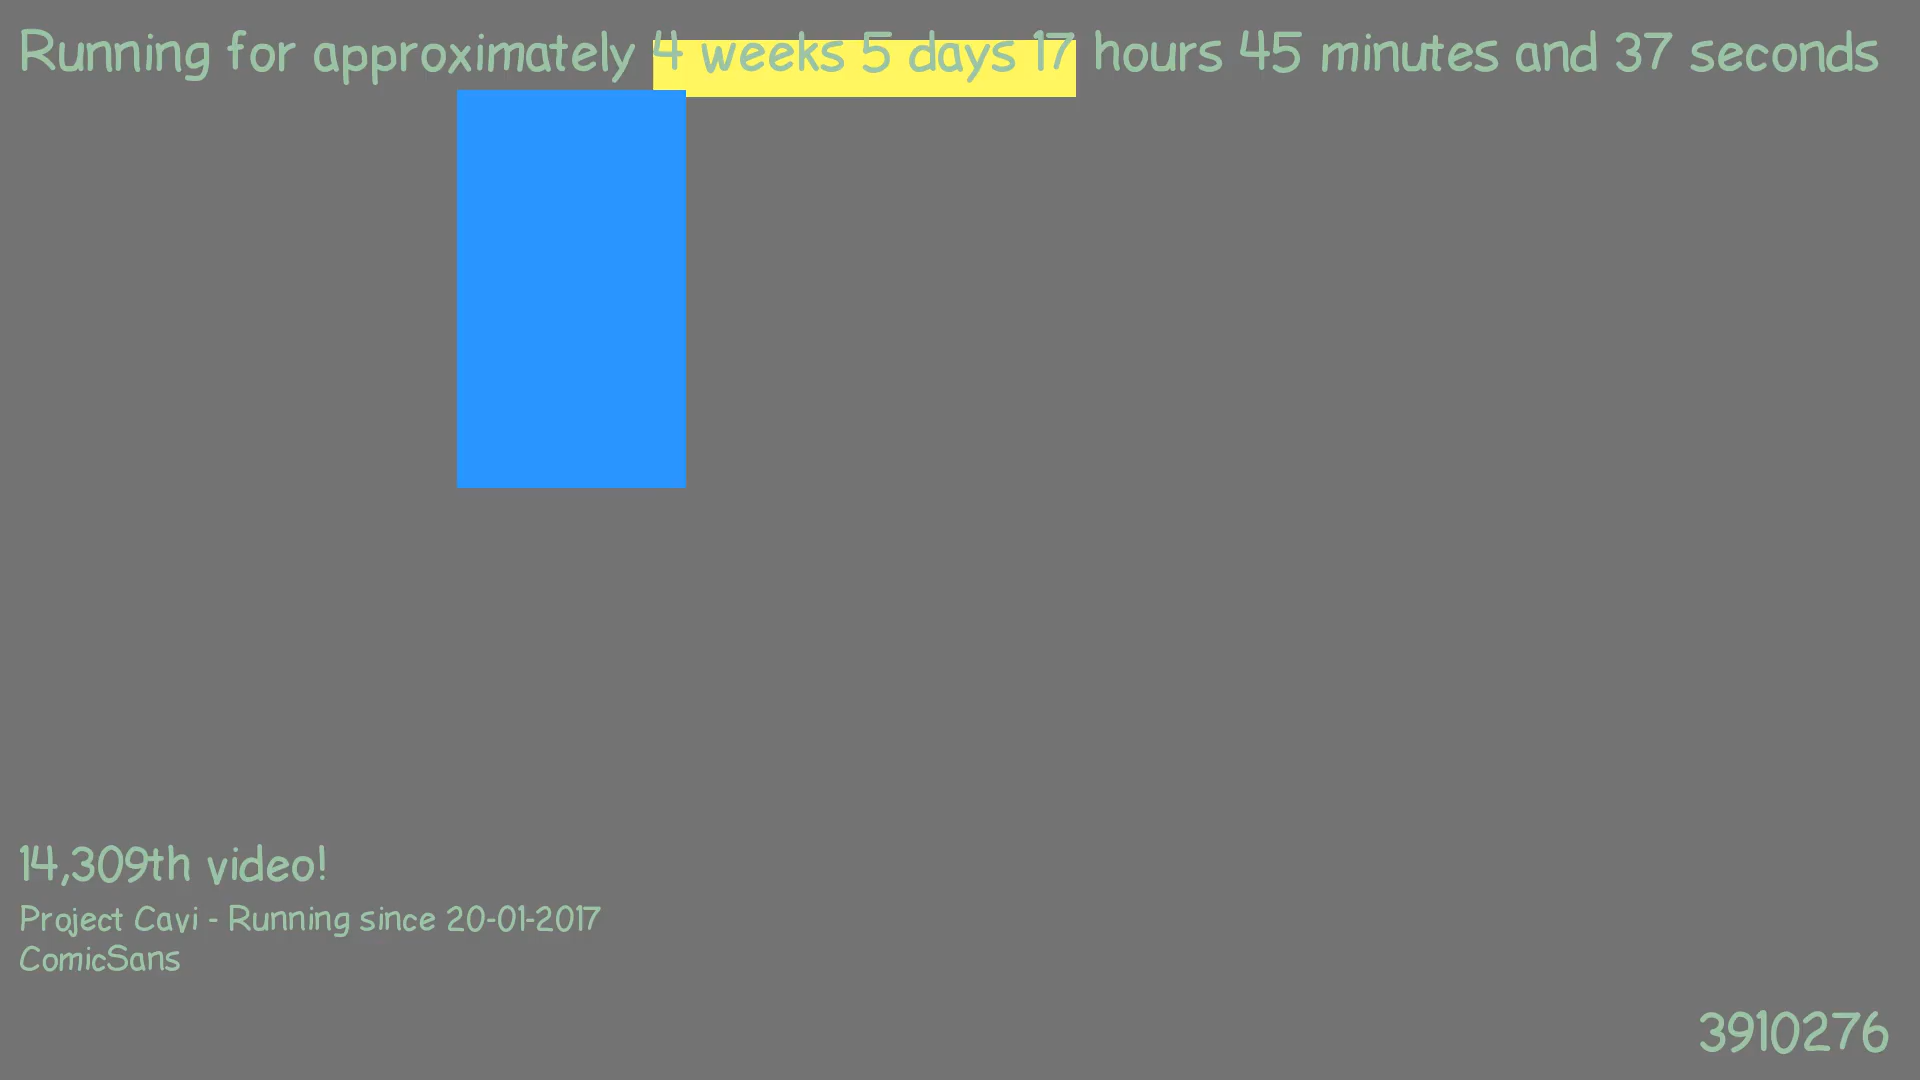 Running for approximately 4 weeks 5 days 17 hours 45 minutes and 37 seconds
14,309th video!
Project Cavi - Running since 20-01-2017
ComicSans
3910276